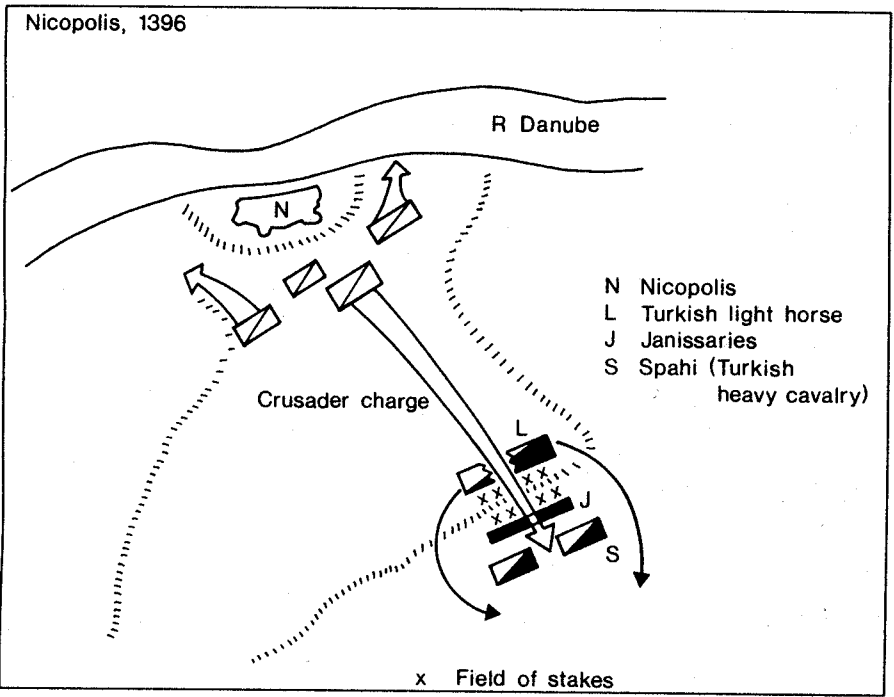 Nicopolis, 1396
R Danube
N
N Nicopolis
L Turkish light horse
J Janissaries
S Spahi (Turkish
heavy cavalry)
Crusader charge
L
x x
x x x x
x x J
S
x Field of stakes